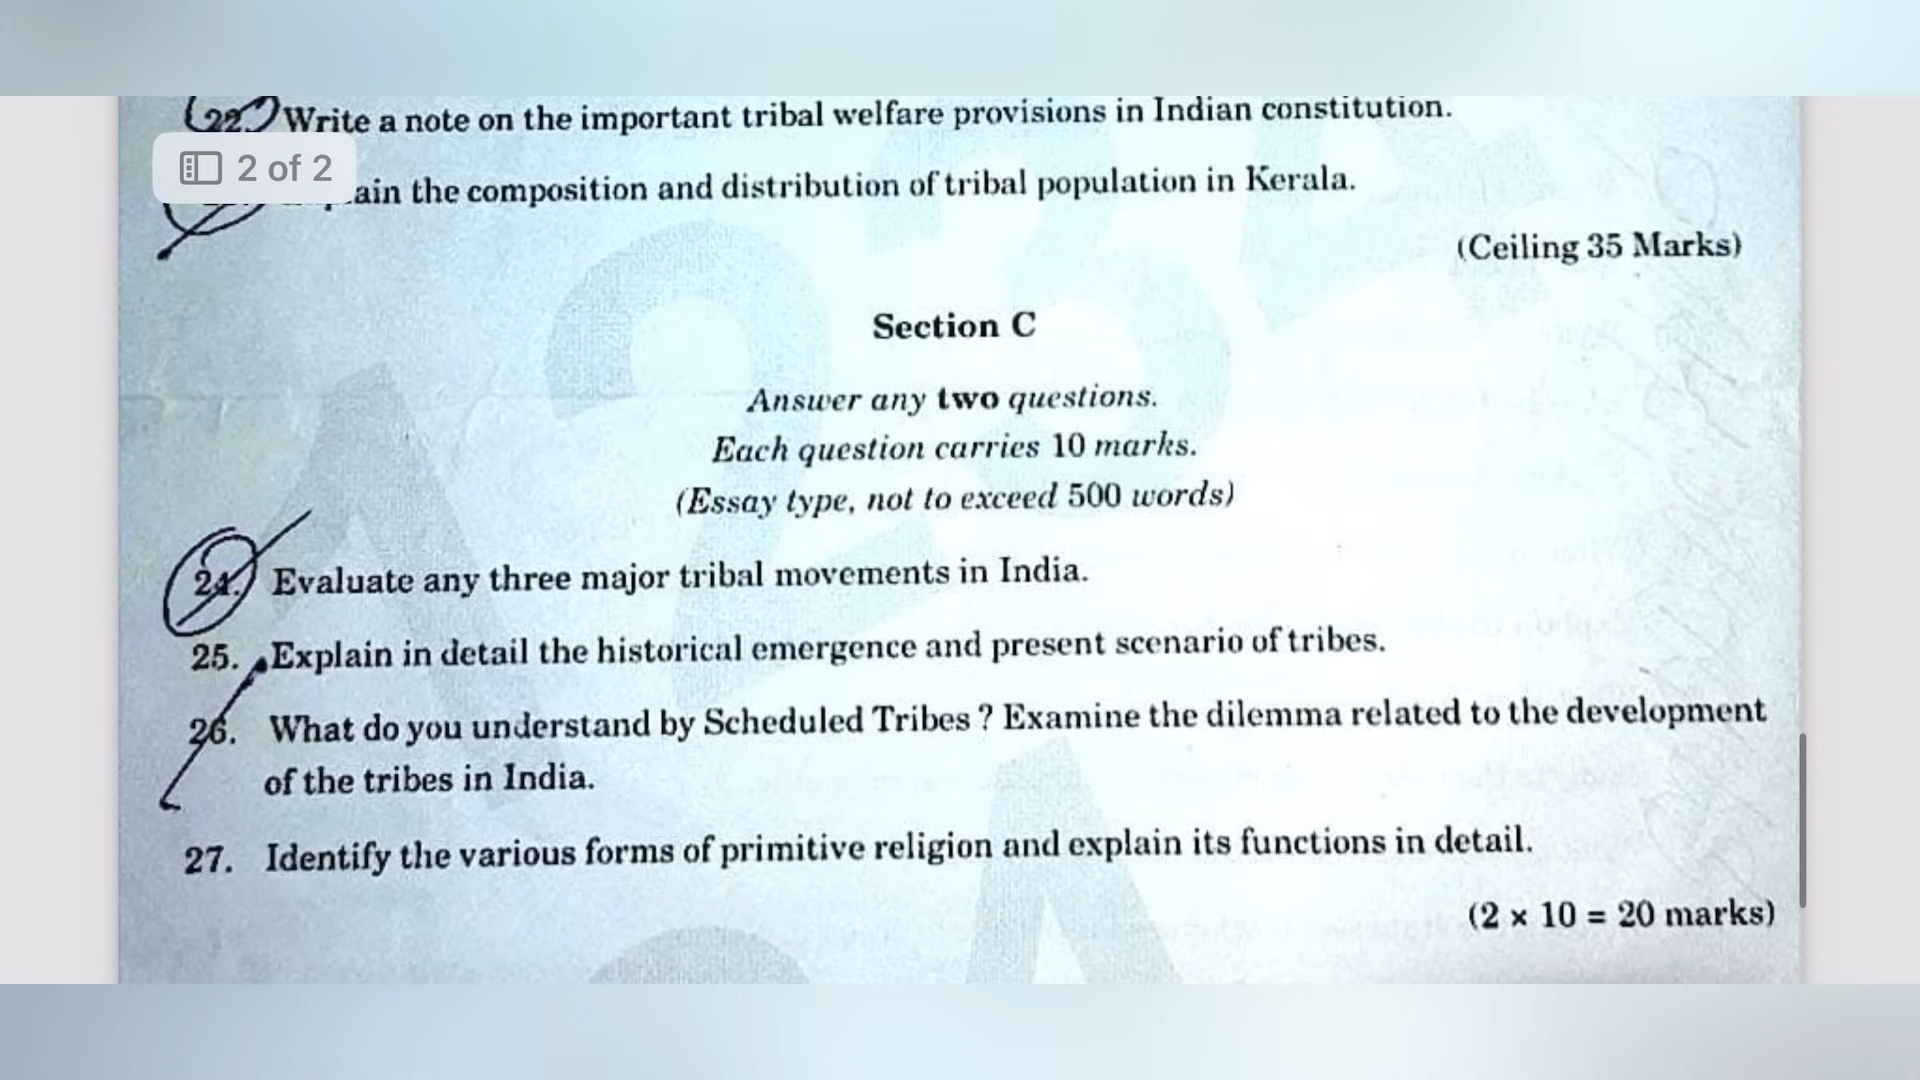 22. Write a note on the important tribal welfare provisions in Indian constitution.
2 of 2
ain the composition and distribution of tribal population in Kerala.
(Ceiling 35 Marks)
Section C
Answer any two questions.
Each question carries 10 marks.
(Essay type, not to exceed 500 words)
24. Evaluate any three major tribal movements in India.
25. Explain in detail the historical emergence and present scenario of tribes.
26. What do you understand by Scheduled Tribes ? Examine the dilemma related to the development
of the tribes in India.
27. Identify the various forms of primitive religion and explain its functions in detail.
(2 × 10 = 20 marks)